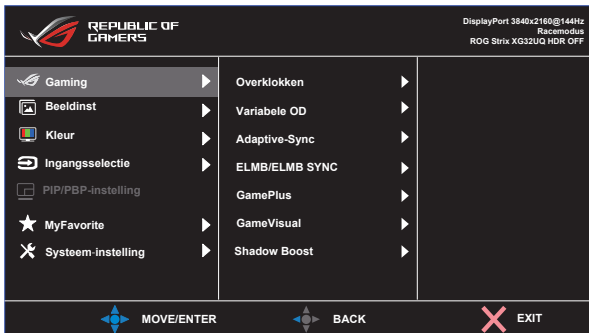 REPUBLIC OF
GAMERS
DisplayPort 3840x2160@144Hz
Racemodus
ROG Strix XG32UQ HDR OFF
Gaming
Beeldinst
Kleur
Ingangsselectie
PIP/PBP-instelling
MyFavorite
Systeem-instelling
Overklokken
Variabele OD
Adaptive-Sync
ELMB/ELMB SYNC
GamePlus
GameVisual
Shadow Boost
MOVE/ENTER
BACK
EXIT